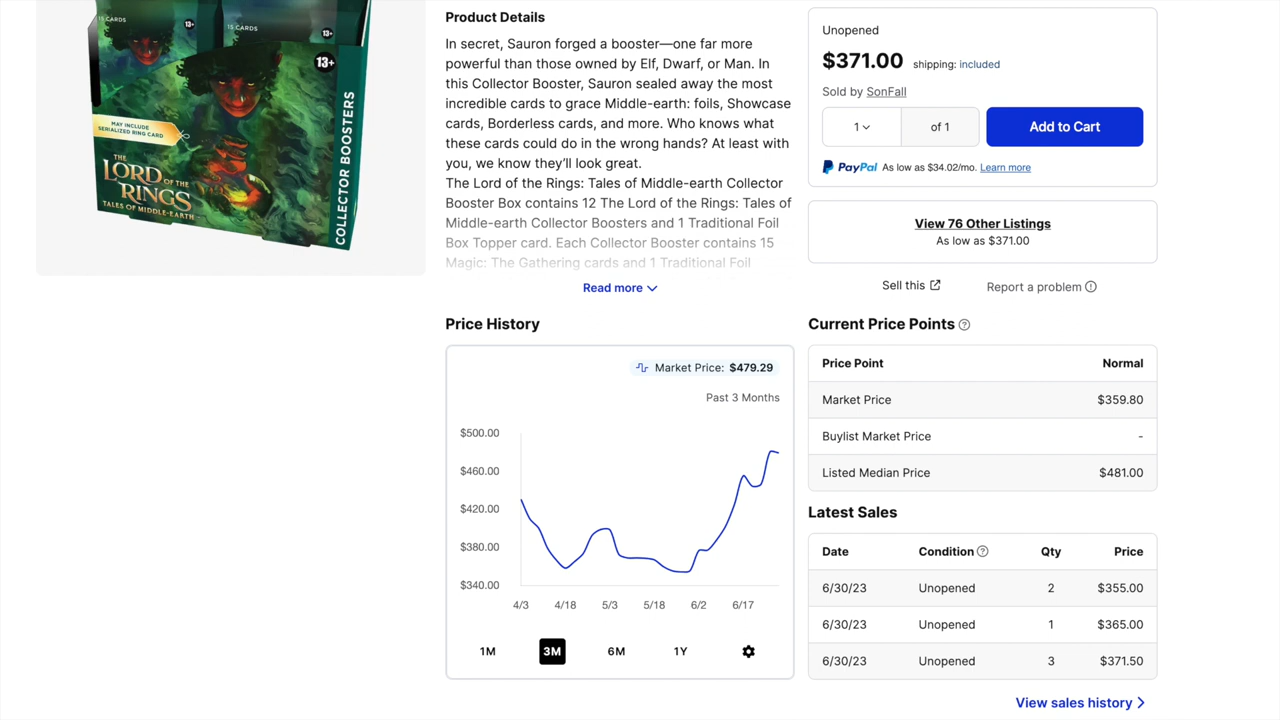 15 CARDS
13+
15 CARDS
13+
13+
MAY INCLUDE
SERIALIZED RING CARD
THE
LORD OF THE
RINGS
TALES OF MIDDLE-EARTH
COLLECTOR BOOSTERS
Product Details
In secret, Sauron forged a booster—one far more
powerful than those owned by Elf, Dwarf, or Man. In
this Collector Booster, Sauron sealed away the most
incredible cards to grace Middle-earth: foils, Showcase
cards, Borderless cards, and more. Who knows what
these cards could do in the wrong hands? At least with
you, we know they'll look great.
The Lord of the Rings: Tales of Middle-earth Collector
Booster Box contains 12 The Lord of the Rings: Tales of
Middle-earth Collector Boosters and 1 Traditional Foil
Box Topper card. Each Collector Booster contains 15
Magic: The Gathering cards and 1 Traditional Foil
Read more
Unopened
$371.00 shipping: included
Sold by SonFall
1 of 1 Add to Cart
PayPal As low as $34.02/mo. Learn more
View 76 Other Listings
As low as $371.00
Sell this Report a problem
Price History
Market Price: $479.29
Past 3 Months
$500.00
$460.00
$420.00
$380.00
$340.00
4/3 4/18 5/3 5/18 6/2 6/17
1M 3M 6M 1Y
Current Price Points
Price Point Normal
Market Price $359.80
Buylist Market Price -
Listed Median Price $481.00
Latest Sales
Date Condition Qty Price
6/30/23 Unopened 2 $355.00
6/30/23 Unopened 1 $365.00
6/30/23 Unopened 3 $371.50
View sales history